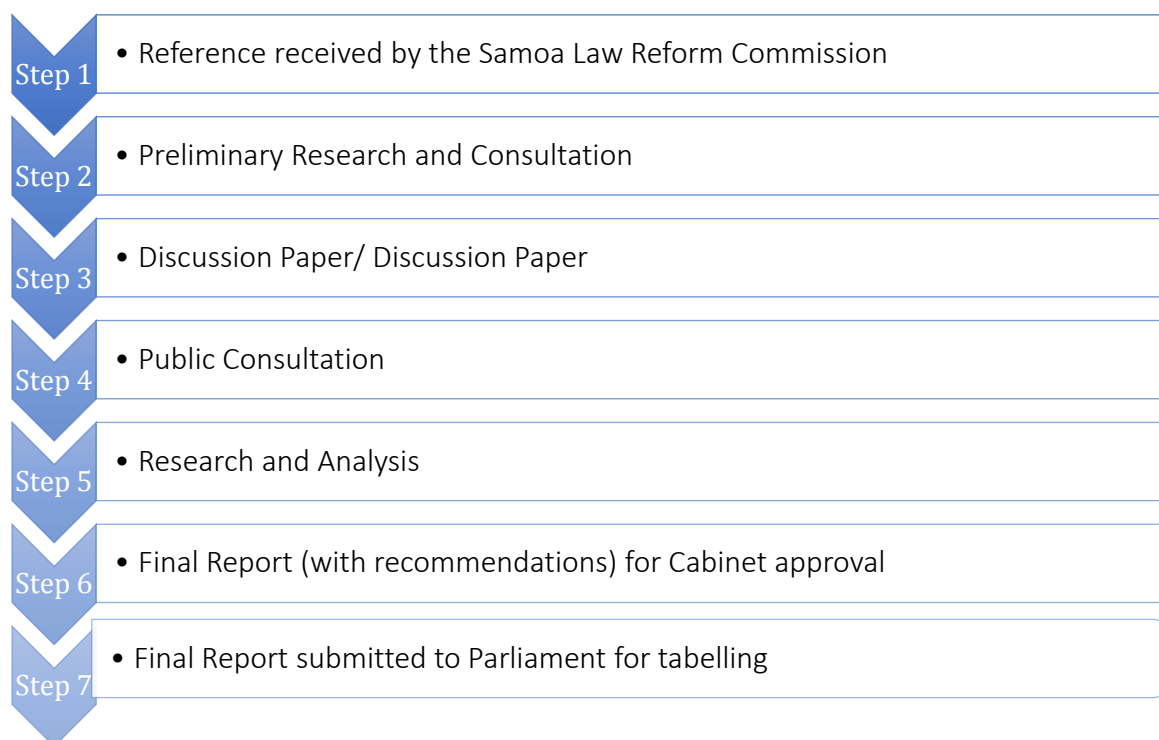 Step 1
• Reference received by the Samoa Law Reform Commission
Step 2
• Preliminary Research and Consultation
Step 3
• Discussion Paper/ Discussion Paper
Step 4
• Public Consultation
Step 5
• Research and Analysis
Step 6
• Final Report (with recommendations) for Cabinet approval
Step 7
• Final Report submitted to Parliament for tabelling